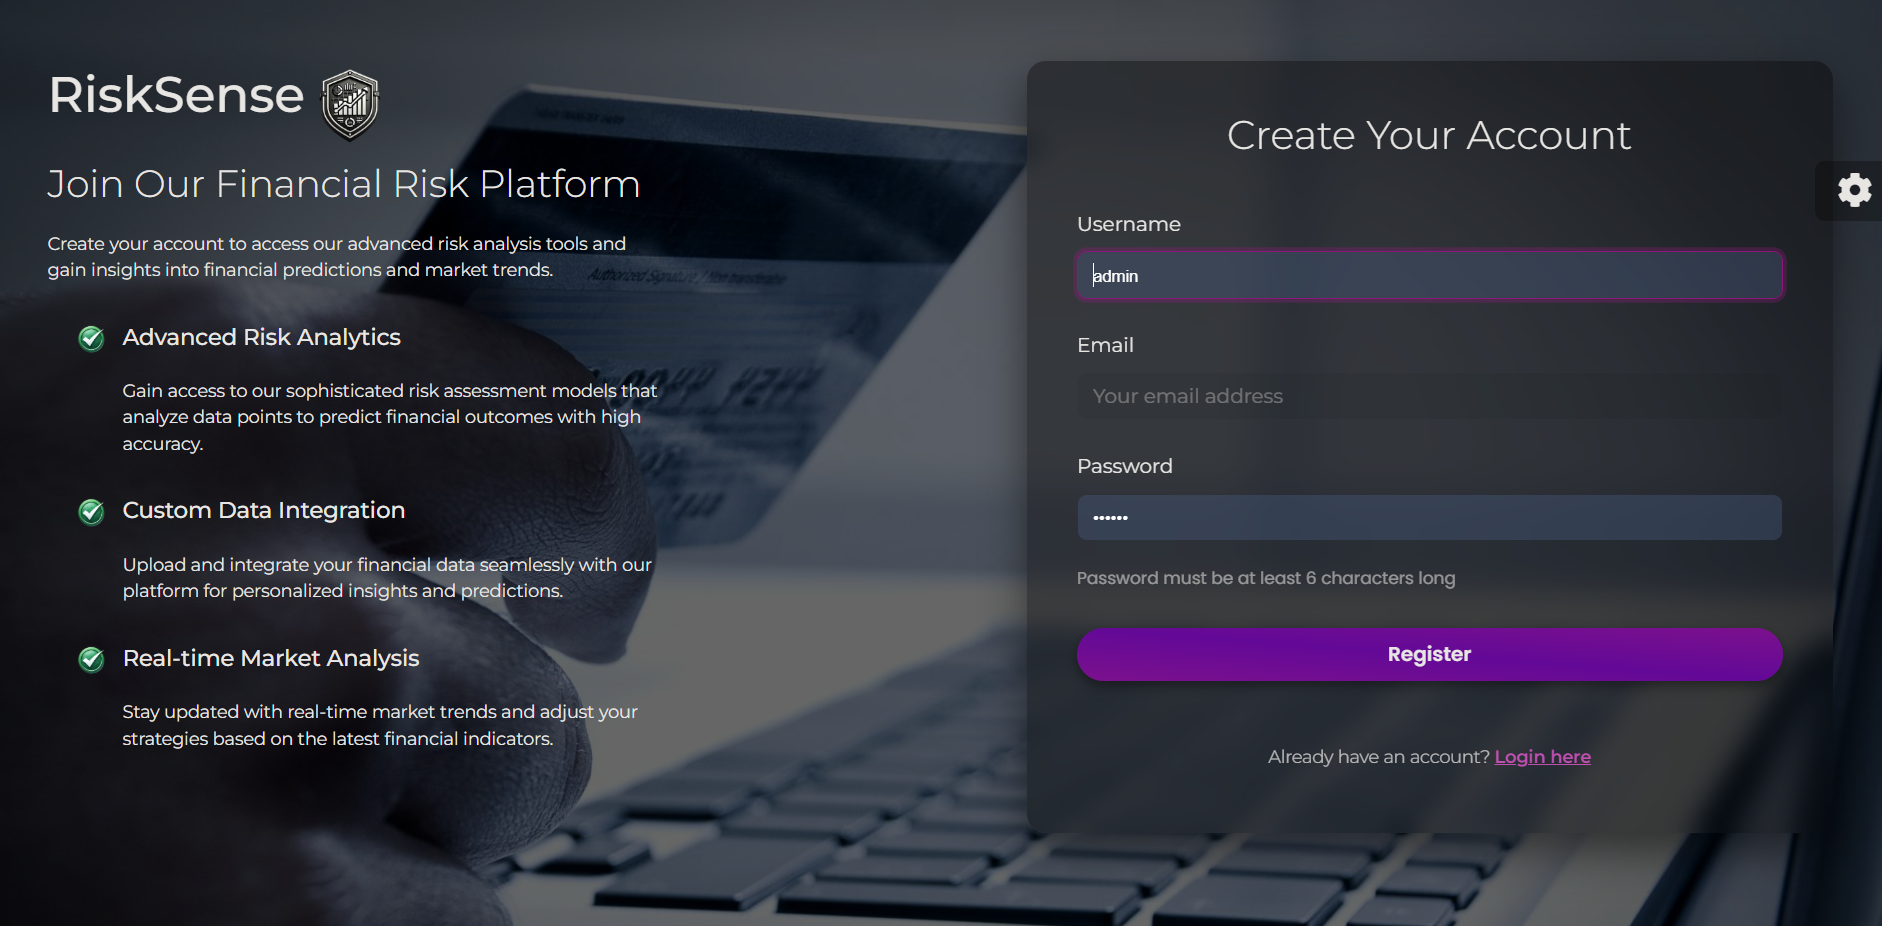 RiskSense
Join Our Financial Risk Platform
Create your account to access our advanced risk analysis tools and
gain insights into financial predictions and market trends.
Advanced Risk Analytics
Gain access to our sophisticated risk assessment models that
analyze data points to predict financial outcomes with high
accuracy.
Custom Data Integration
Upload and integrate your financial data seamlessly with our
platform for personalized insights and predictions.
Real-time Market Analysis
Stay updated with real-time market trends and adjust your
strategies based on the latest financial indicators.
Authorized Signature / Non transferable
Create Your Account
Username
admin
Email
Your email address
Password
••••••
Password must be at least 6 characters long
Register
Already have an account? Login here